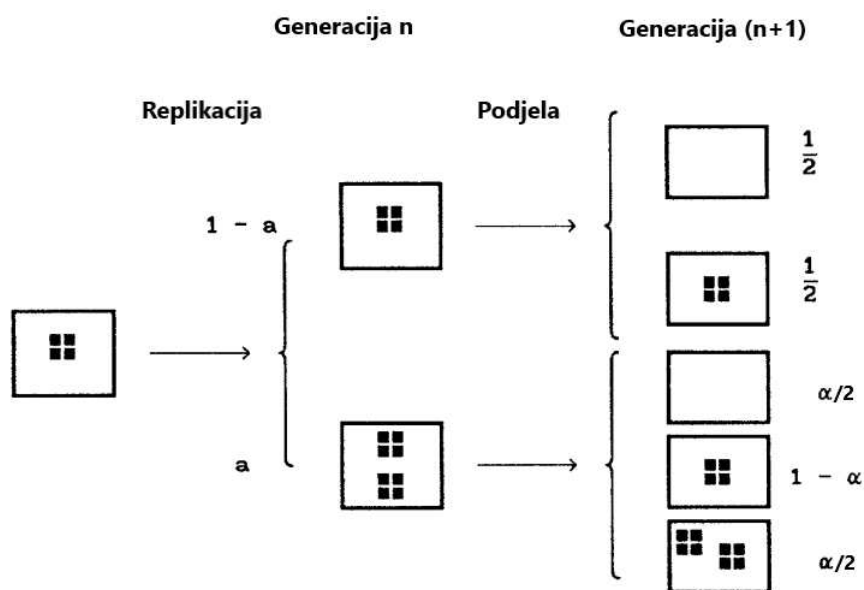 Generacija n
Generacija (n+1)
Replikacija
Podjela
1 - a
a
1/2
1/2
α/2
1 - α
α/2